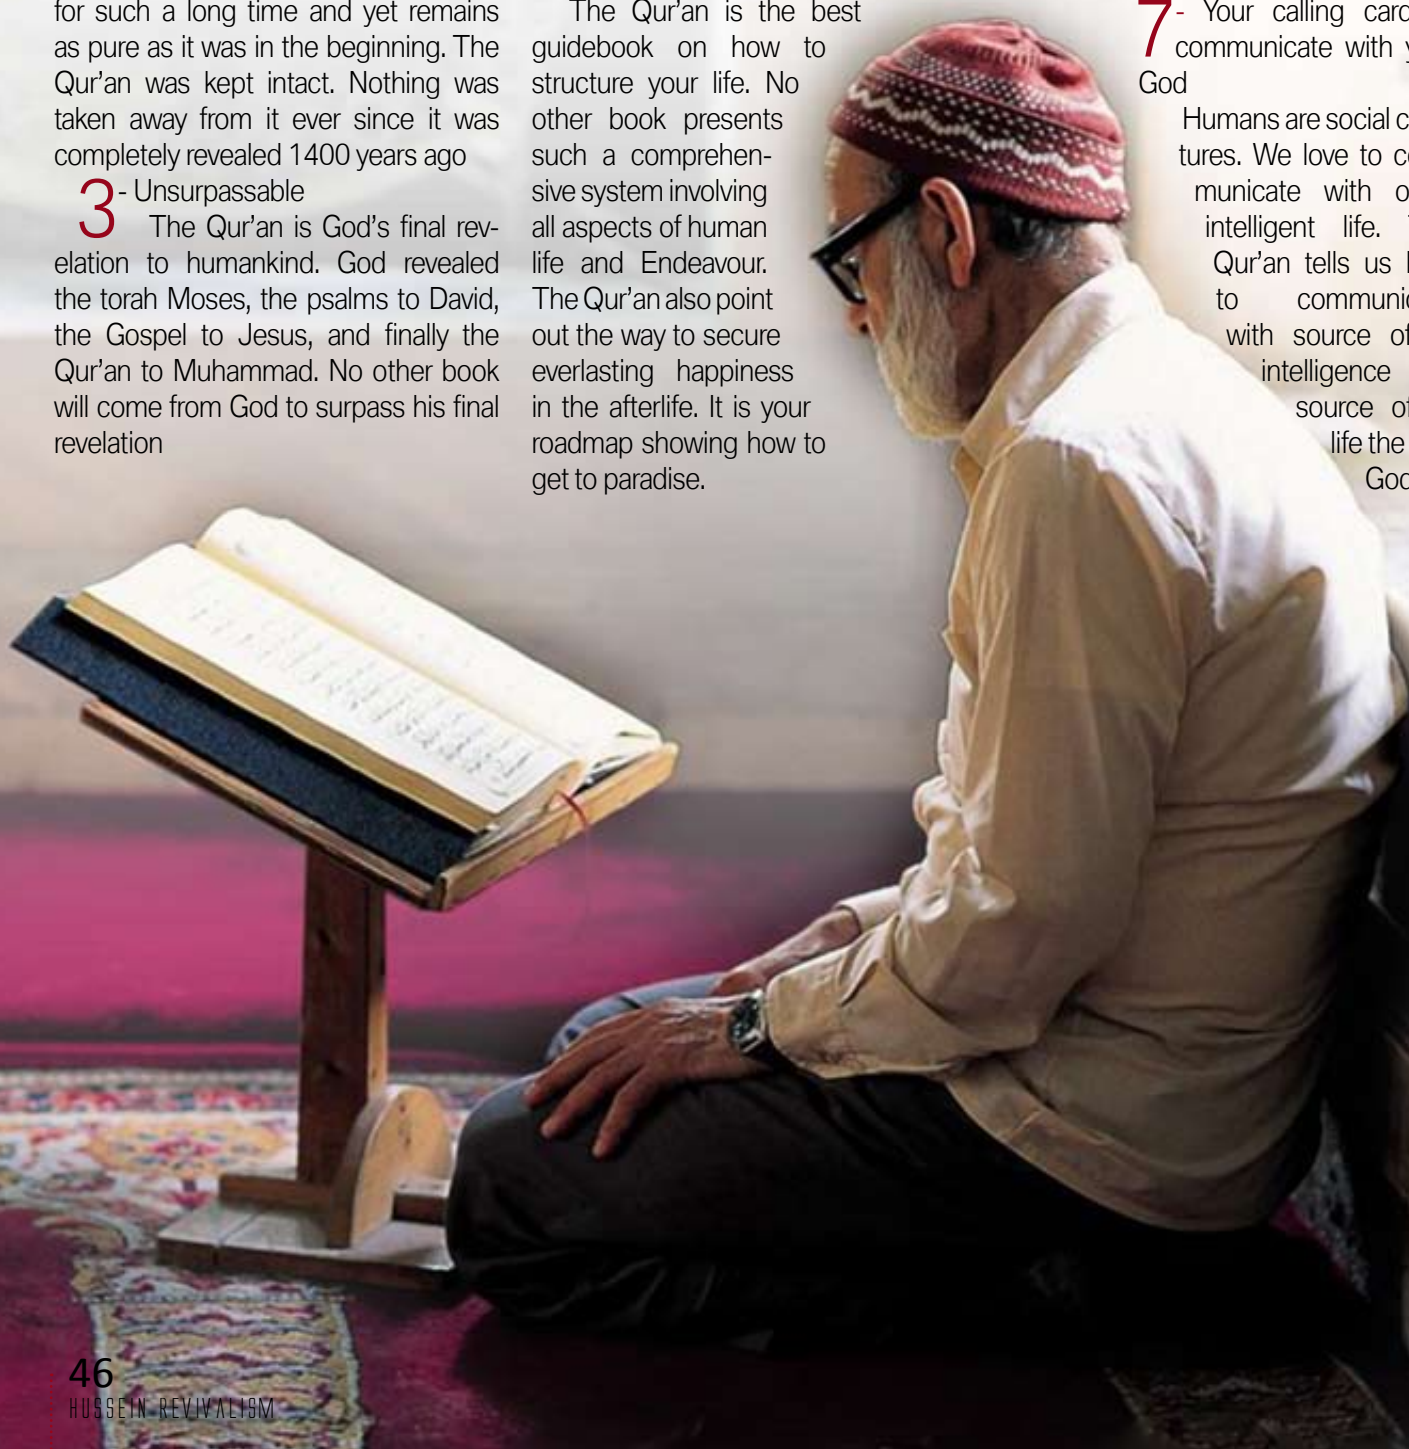 for such a long time and yet remains
as pure as it was in the beginning. The
Qur'an was kept intact. Nothing was
taken away from it ever since it was
completely revealed 1400 years ago
3- Unsurpassable
The Qur'an is God's final rev-
elation to humankind. God revealed
the torah Moses, the psalms to David,
the Gospel to Jesus, and finally the
Qur'an to Muhammad. No other book
will come from God to surpass his final
revelation
The Qur'an is the best
guidebook on how to
structure your life. No
other book presents
such a comprehen-
sive system involving
all aspects of human
life and Endeavour.
The Qur'an also point
out the way to secure
everlasting happiness
in the afterlife. It is your
roadmap showing how to
get to paradise.
7- Your calling card
communicate with
God
Humans are social
tures. We love to
municate with
intelligent life.
Qur'an tells us
to
with source of
intelligence
source of
life the
God
46
HUSSEIN REVIVALISM